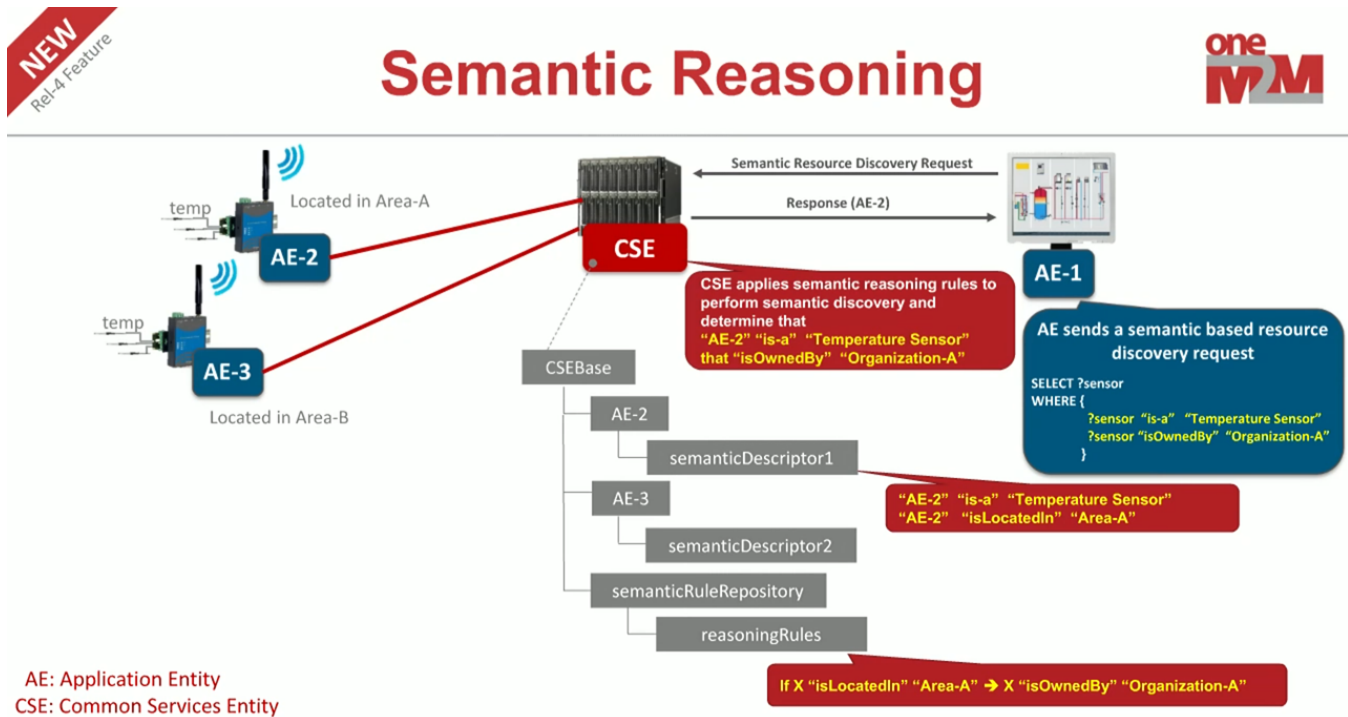 NEW
Rel-4 Feature
Semantic Reasoning
one
M2M
Located in Area-A
temp
AE-2
temp
AE-3
Located in Area-B
CSE
Semantic Resource Discovery Request
Response (AE-2)
AE-1
CSE applies semantic reasoning rules to
perform semantic discovery and
determine that
“AE-2” “is-a” “Temperature Sensor”
that “isOwnedBy” “Organization-A”
AE sends a semantic based resource
discovery request
SELECT ?sensor
WHERE {
?sensor “is-a” “Temperature Sensor”
?sensor “isOwnedBy” “Organization-A”
}
CSEBase
AE-2
semanticDescriptor1
“AE-2” “is-a” “Temperature Sensor”
“AE-2” “isLocatedIn” “Area-A”
AE-3
semanticDescriptor2
semanticRuleRepository
reasoningRules
If X “isLocatedIn” “Area-A” → X “isOwnedBy” “Organization-A”
AE: Application Entity
CSE: Common Services Entity